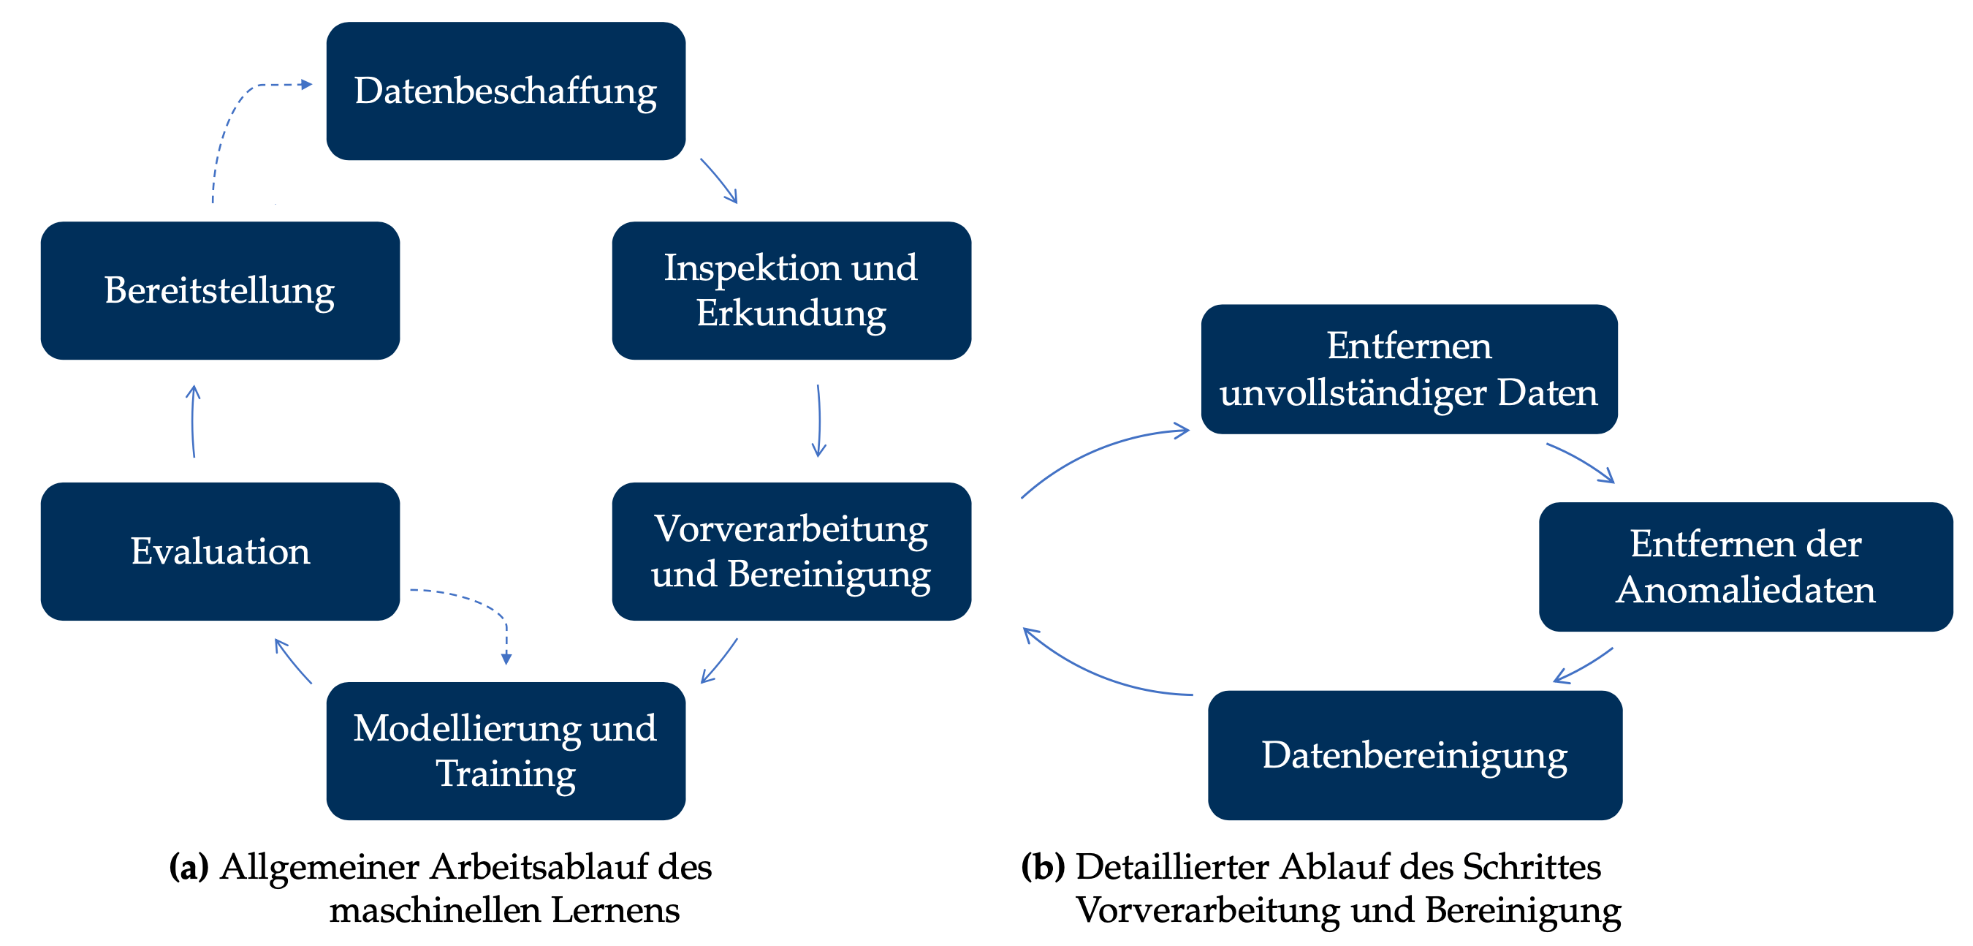 Datenbeschaffung
Inspektion und
Erkundung
Vorverarbeitung
und Bereinigung
Modellierung und
Training
Evaluation
Bereitstellung
(a) Allgemeiner Arbeitsablauf des
maschinellen Lernens
Entfernen
unvollständiger Daten
Entfernen der
Anomaliedaten
Datenbereinigung
(b) Detaillierter Ablauf des Schrittes
Vorverarbeitung und Bereinigung